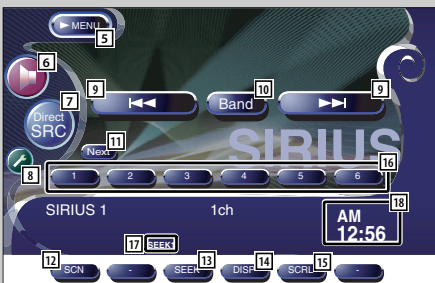 ► MENU
5
6
7
Direct
SRC
9
I◄◄
10
Band
9
►►I
11
Next
SIRIUS
8
1 2 3 4 5 6
16
SIRIUS 1 1ch
18
AM
12:56
17
SEEK1
12
SCN
-
13
SEEK
14
DISP
15
SCRL
-